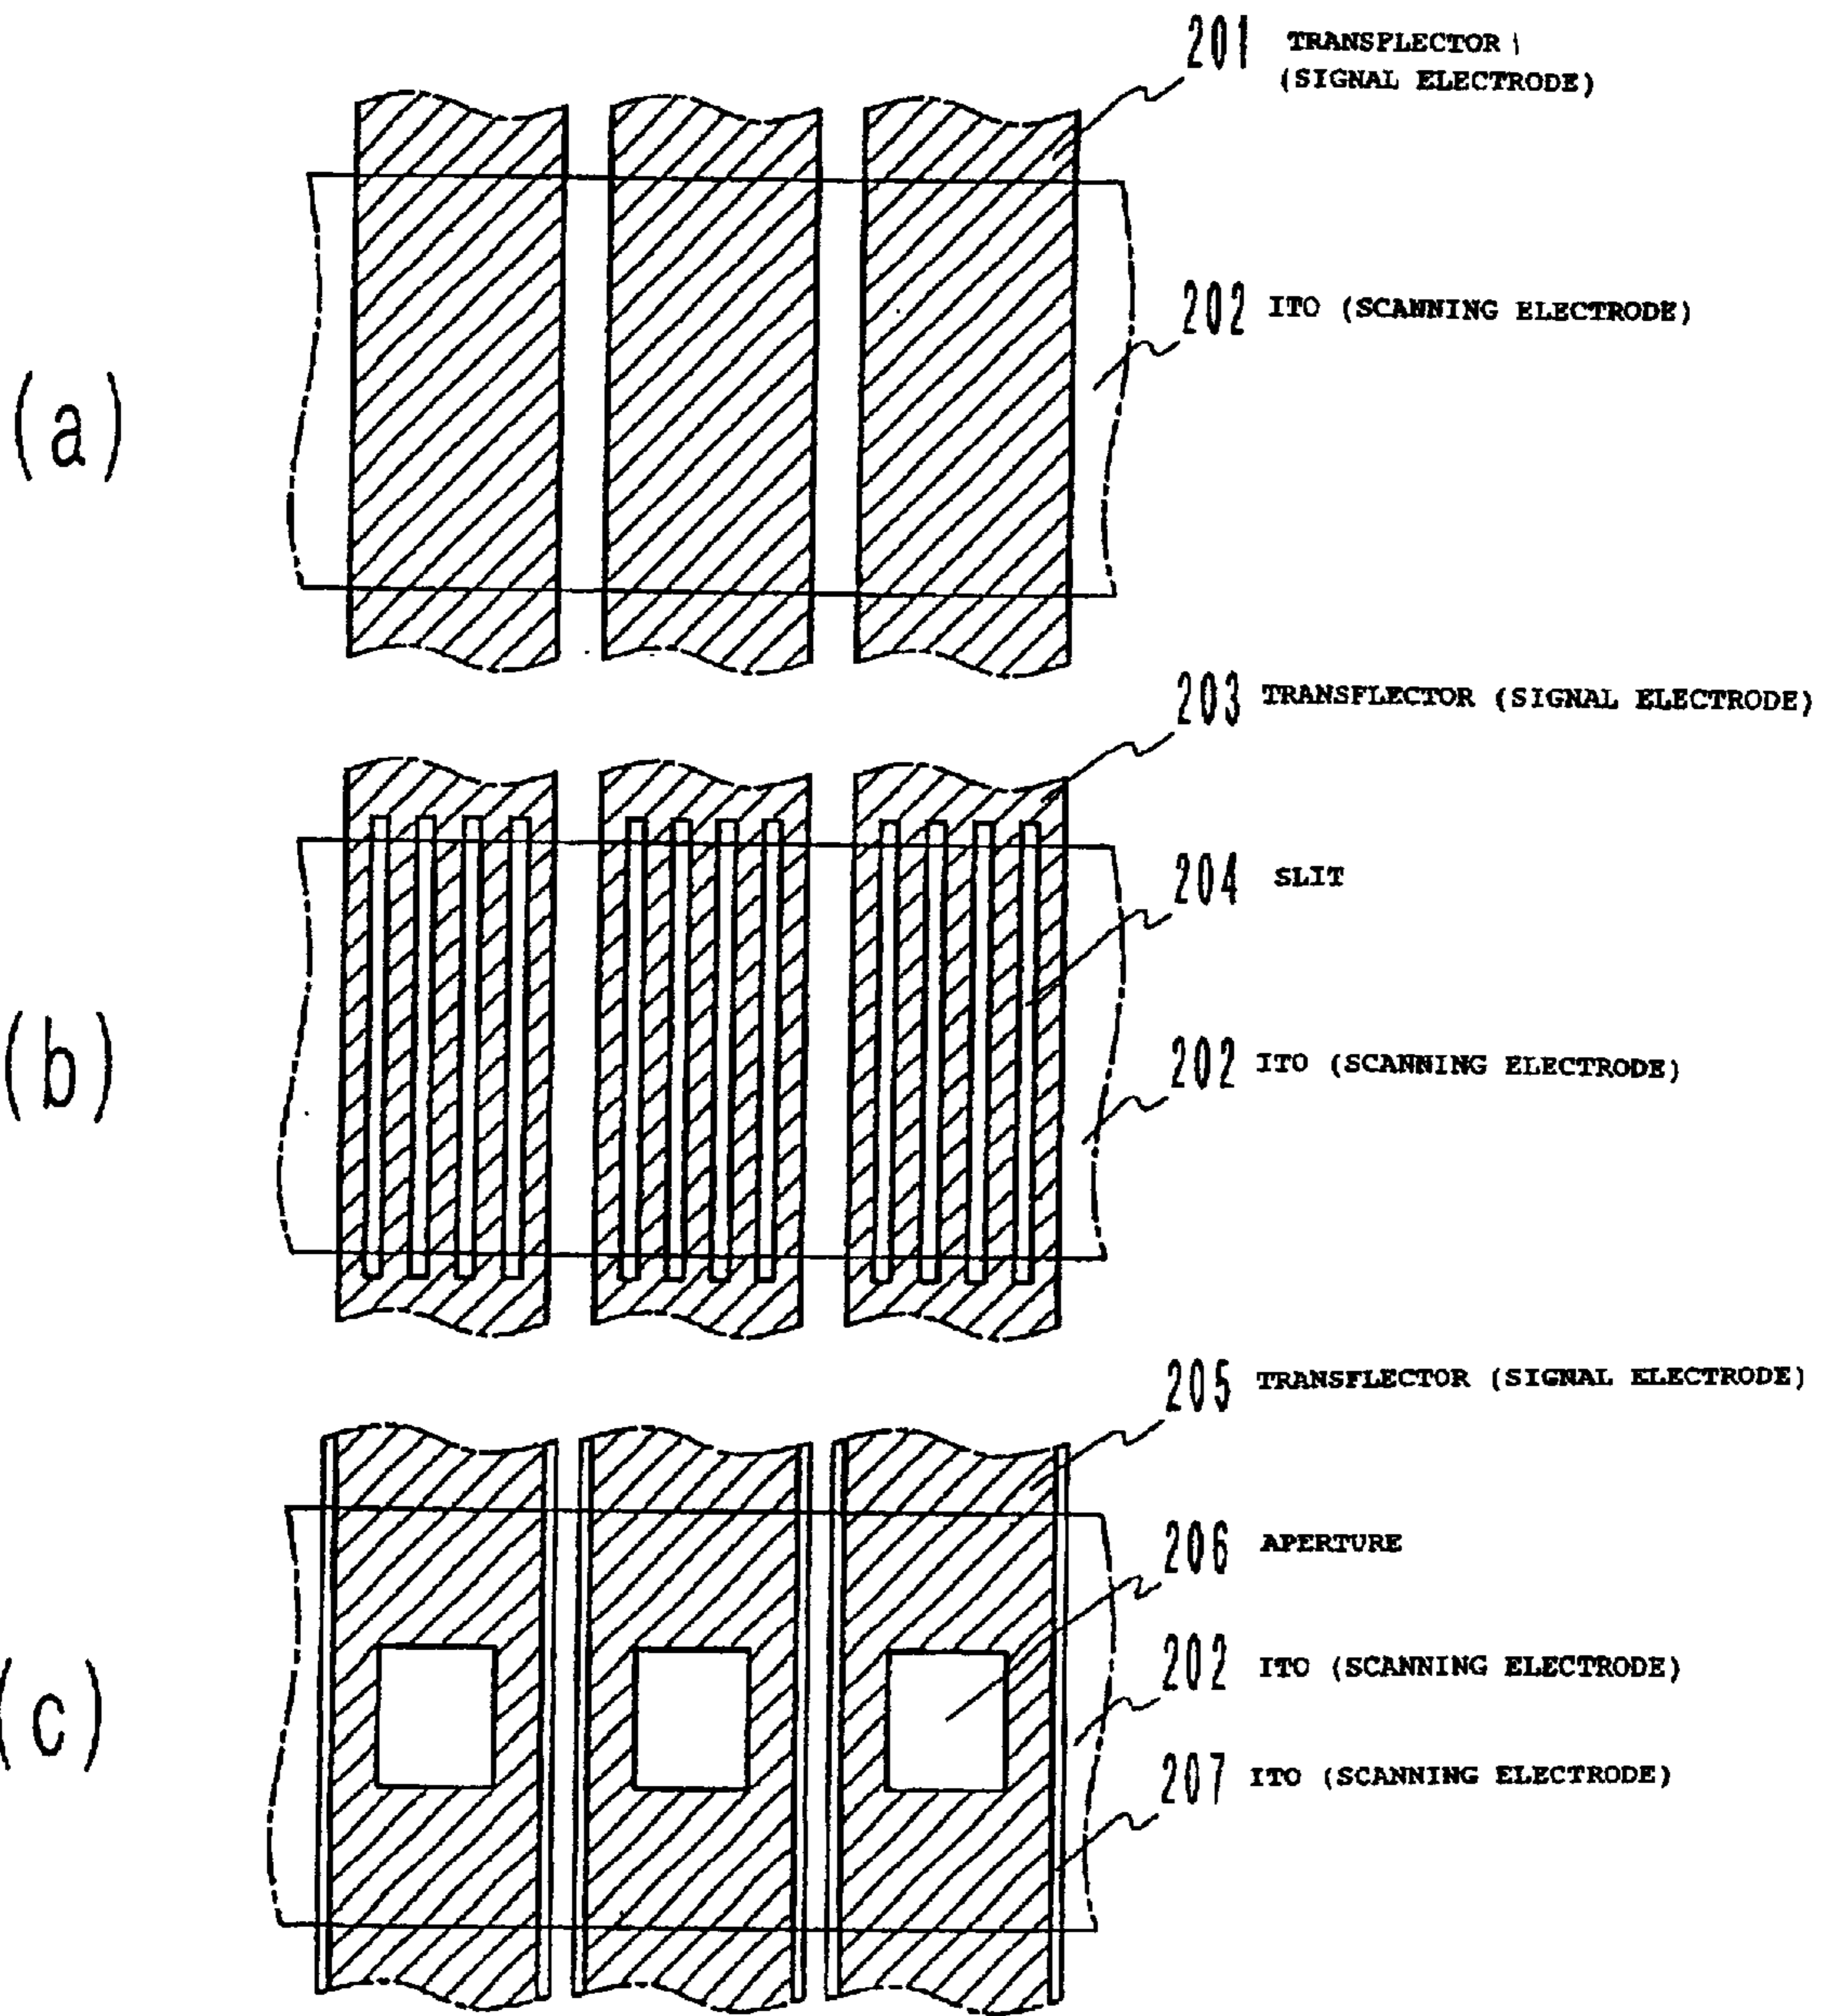 201 TRANSFLECTOR
(SIGNAL ELECTRODE)
202 ITO (SCANNING ELECTRODE)
(a)
203 TRANSFLECTOR (SIGNAL ELECTRODE)
204 SLIT
(b)
202 ITO (SCANNING ELECTRODE)
205 TRANSFLECTOR (SIGNAL ELECTRODE)
206 APERTURE
202 ITO (SCANNING ELECTRODE)
(c)
207 ITO (SCANNING ELECTRODE)